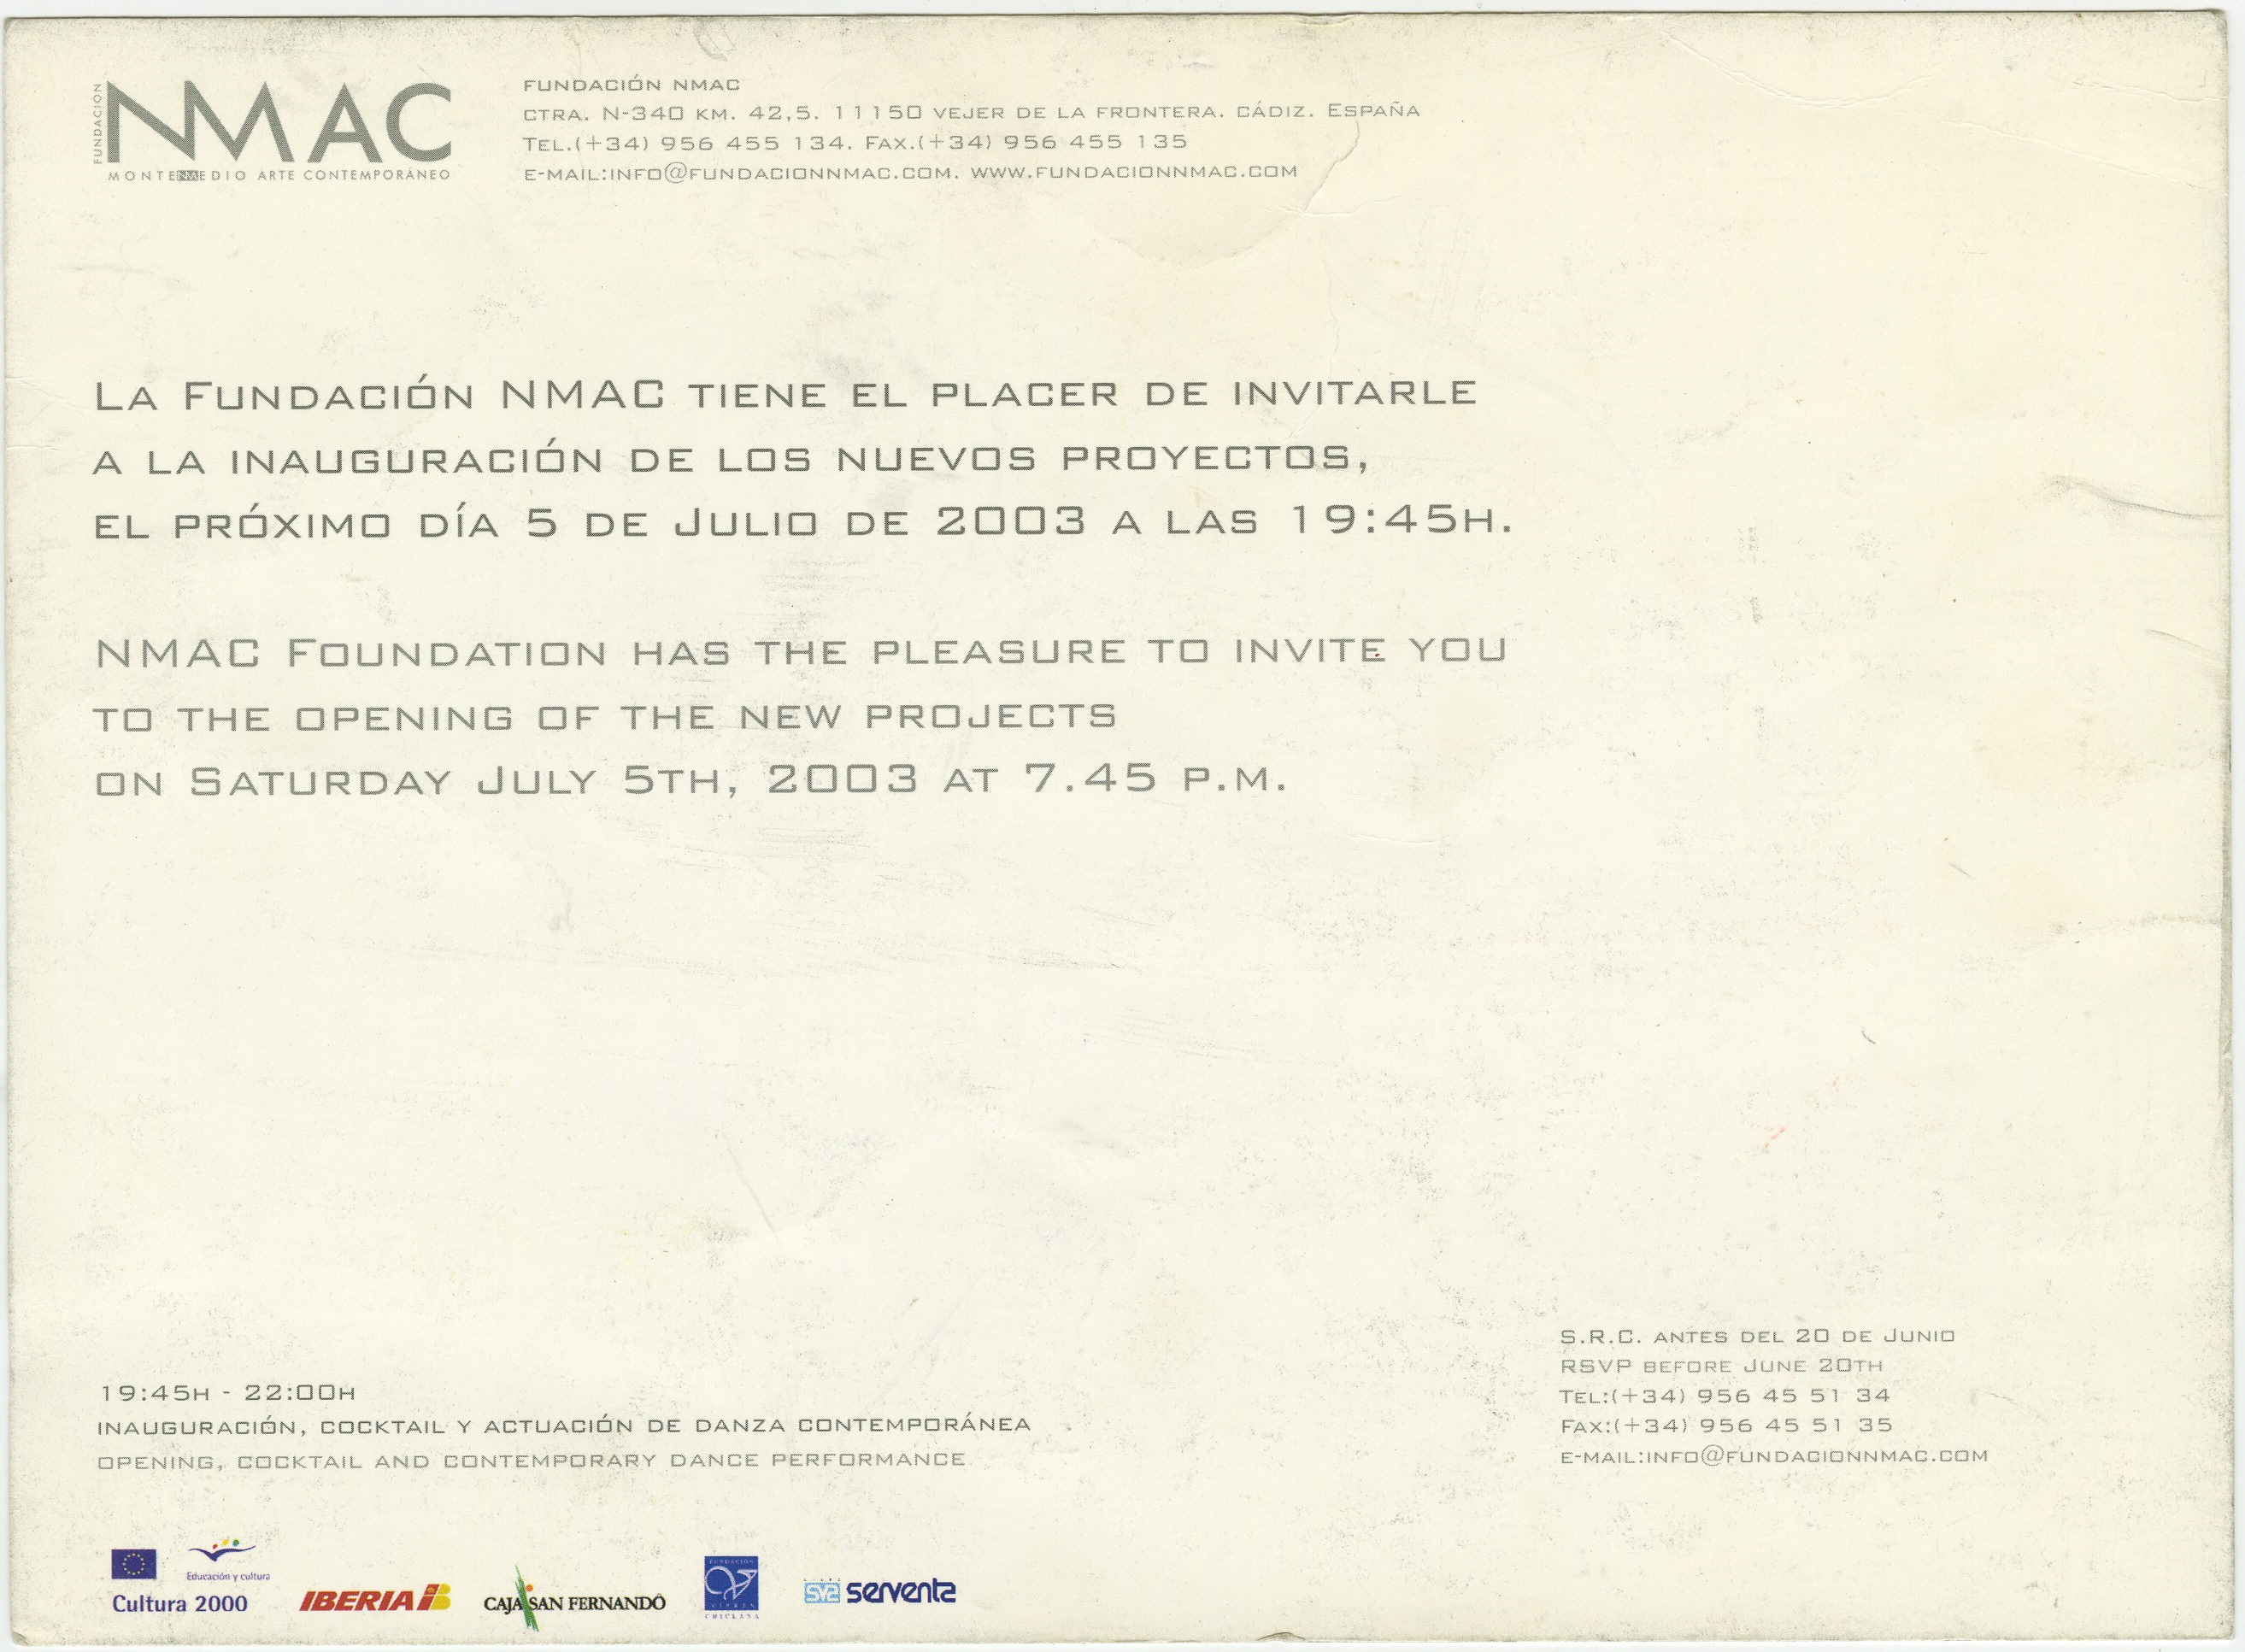 FUNDACIÓN
NMAC
MONTENMEDIO ARTE CONTEMPORÁNEO
FUNDACIÓN NMAC
CTRA. N-340 KM. 42,5. 11150 VEJER DE LA FRONTERA. CÁDIZ. ESPAÑA
TEL.(+34) 956 455 134. FAX.(+34) 956 455 135
E-MAIL:INFO@FUNDACIONNMAC.COM. WWW.FUNDACIONNMAC.COM
LA FUNDACIÓN NMAC TIENE EL PLACER DE INVITARLE
A LA INAUGURACIÓN DE LOS NUEVOS PROYECTOS,
EL PRÓXIMO DÍA 5 DE JULIO DE 2003 A LAS 19:45H.
NMAC FOUNDATION HAS THE PLEASURE TO INVITE YOU
TO THE OPENING OF THE NEW PROJECTS
ON SATURDAY JULY 5TH, 2003 AT 7.45 P.M.
19:45H - 22:00H
INAUGURACIÓN, COCKTAIL Y ACTUACIÓN DE DANZA CONTEMPORÁNEA
OPENING, COCKTAIL AND CONTEMPORARY DANCE PERFORMANCE
S.R.C. ANTES DEL 20 DE JUNIO
RSVP BEFORE JUNE 20TH
TEL:(+34) 956 45 51 34
FAX:(+34) 956 45 51 35
E-MAIL:INFO@FUNDACIONNMAC.COM
Educación y cultura
Cultura 2000
IBERIA
CAJA SAN FERNANDO
FUNDACIÓN
CHICLANA
serventa